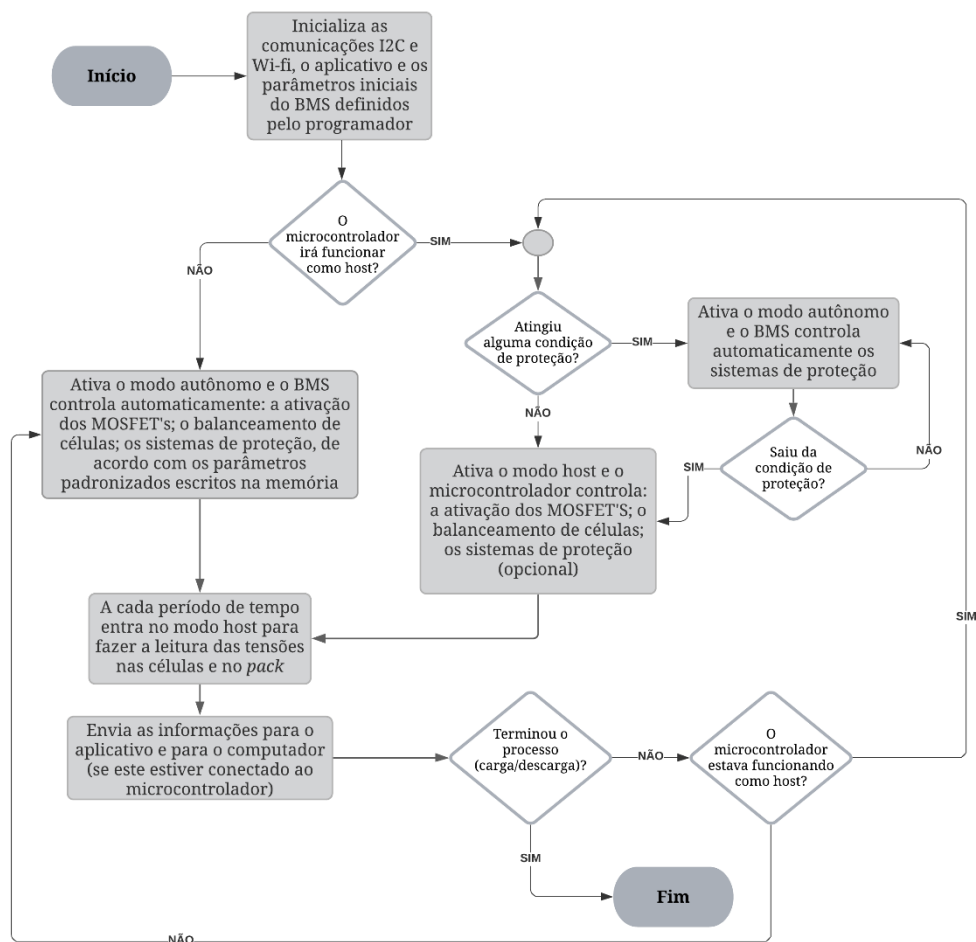 Início
Inicializa as
comunicações I2C e
Wi-fi, o aplicativo e os
parâmetros iniciais
do BMS definidos
pelo programador
O
microcontrolador
irá funcionar
como host?
SIM
NÃO
Atingiu
alguma condição
de proteção?
SIM
NÃO
Ativa o modo autônomo
e o BMS controla
automaticamente os
sistemas de proteção
Saiu da
condição de
proteção?
NÃO
SIM
Ativa o modo autônomo e o BMS
controla automaticamente: a ativação
dos MOSFET's; o balanceamento de
células; os sistemas de proteção, de
acordo com os parâmetros
padronizados escritos na memória
Ativa o modo host e o
microcontrolador controla:
a ativação dos MOSFET'S; o
balanceamento de células;
os sistemas de proteção
(opcional)
A cada período de tempo
entra no modo host para
fazer a leitura das tensões
nas células e no pack
Envia as informações para o
aplicativo e para o computador
(se este estiver conectado ao
microcontrolador)
Terminou o
processo
(carga/descarga)?
NÃO
SIM
O
microcontrolador
estava funcionando
como host?
SIM
NÃO
Fim